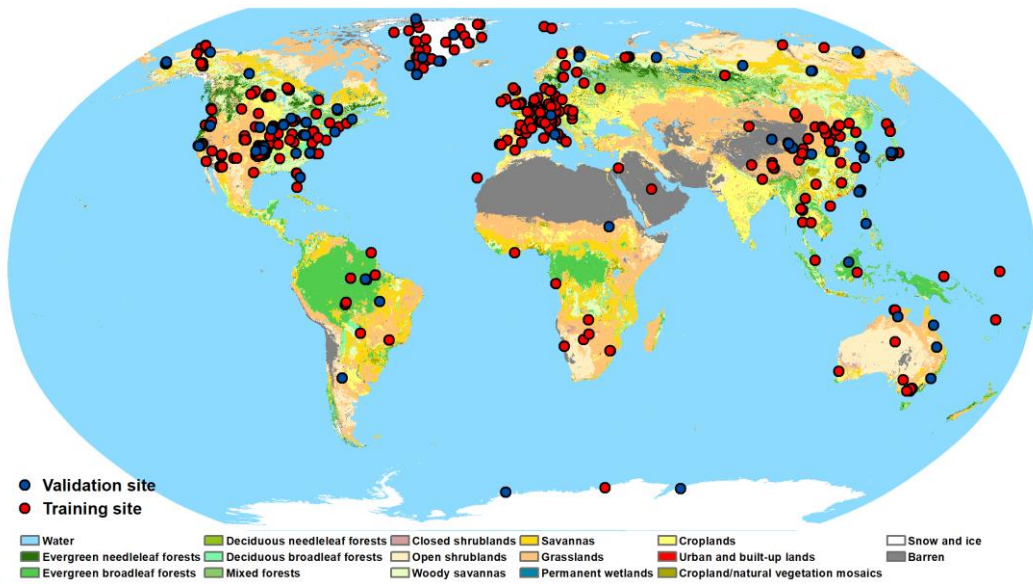 Validation site
Training site
Water
Deciduous needleleaf forests
Closed shrublands
Savannas
Croplands
Snow and ice
Evergreen needleleaf forests
Deciduous broadleaf forests
Open shrublands
Grasslands
Urban and built-up lands
Barren
Evergreen broadleaf forests
Mixed forests
Woody savannas
Permanent wetlands
Cropland/natural vegetation mosaics